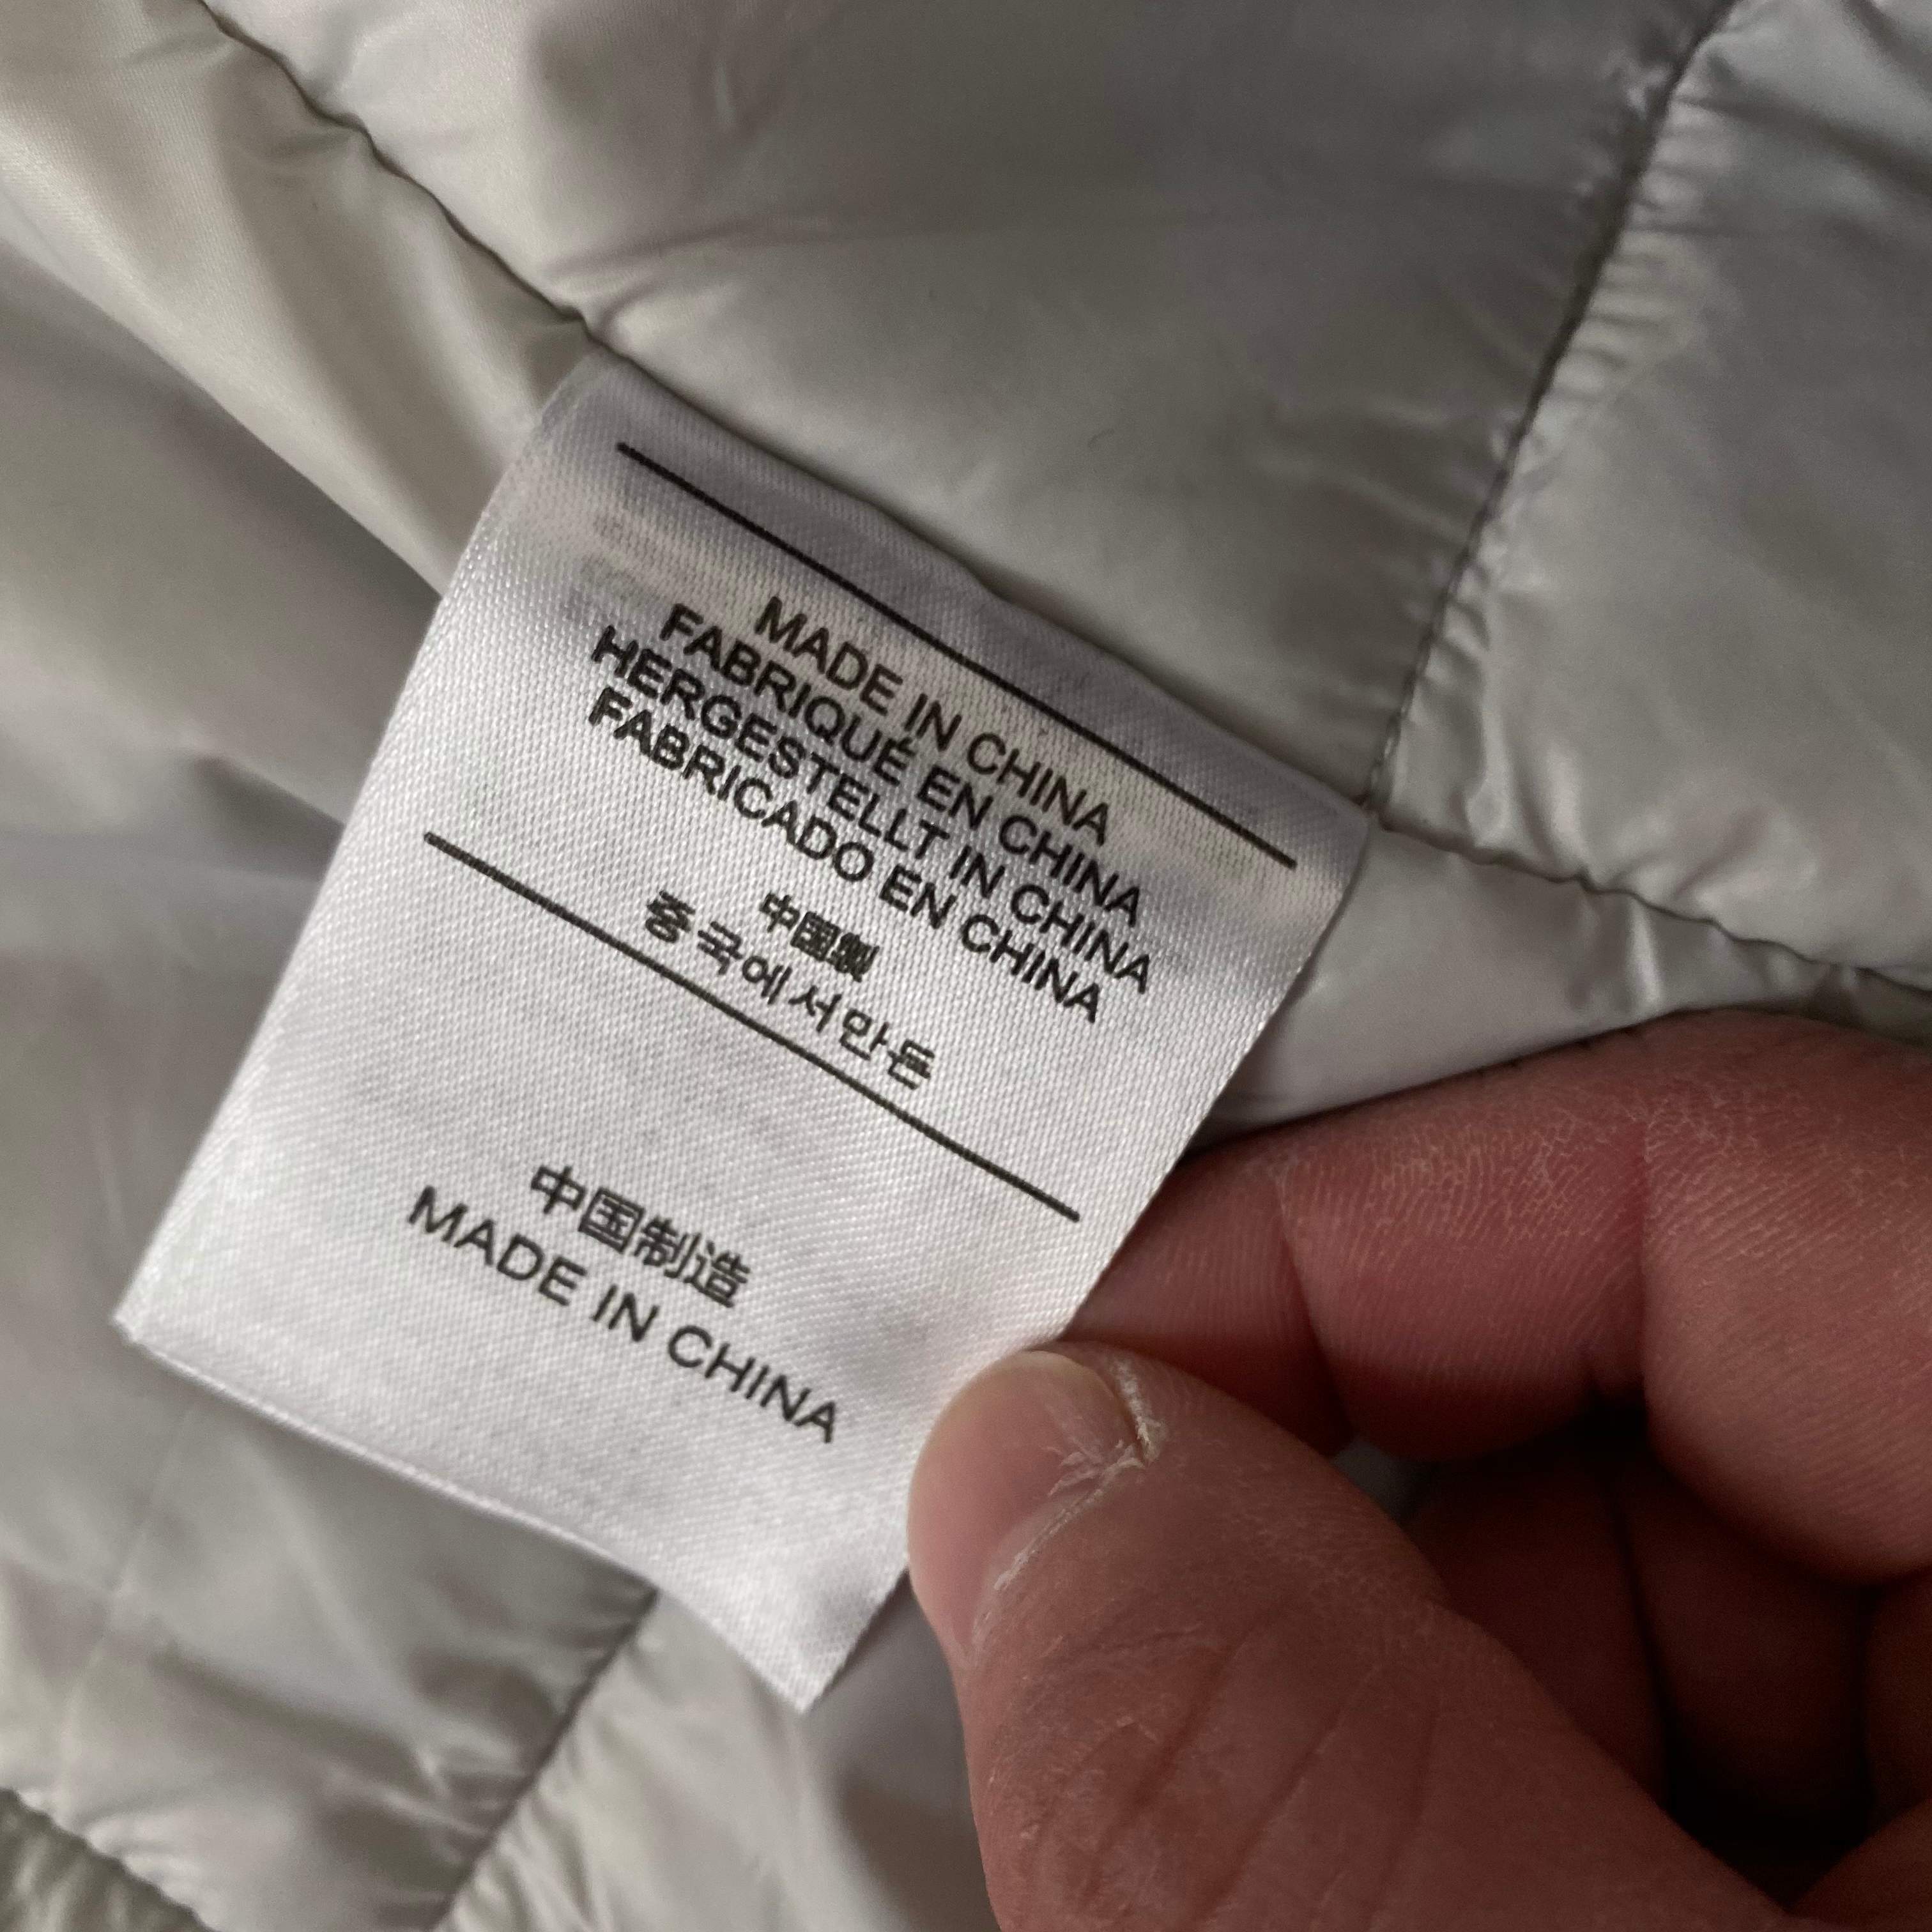 MADE IN CHINA
FABRIQUÉ EN CHINA
HERGESTELLT IN CHINA
FABRICADO EN CHINA
中国製
중국에서만든
中国制造
MADE IN CHINA